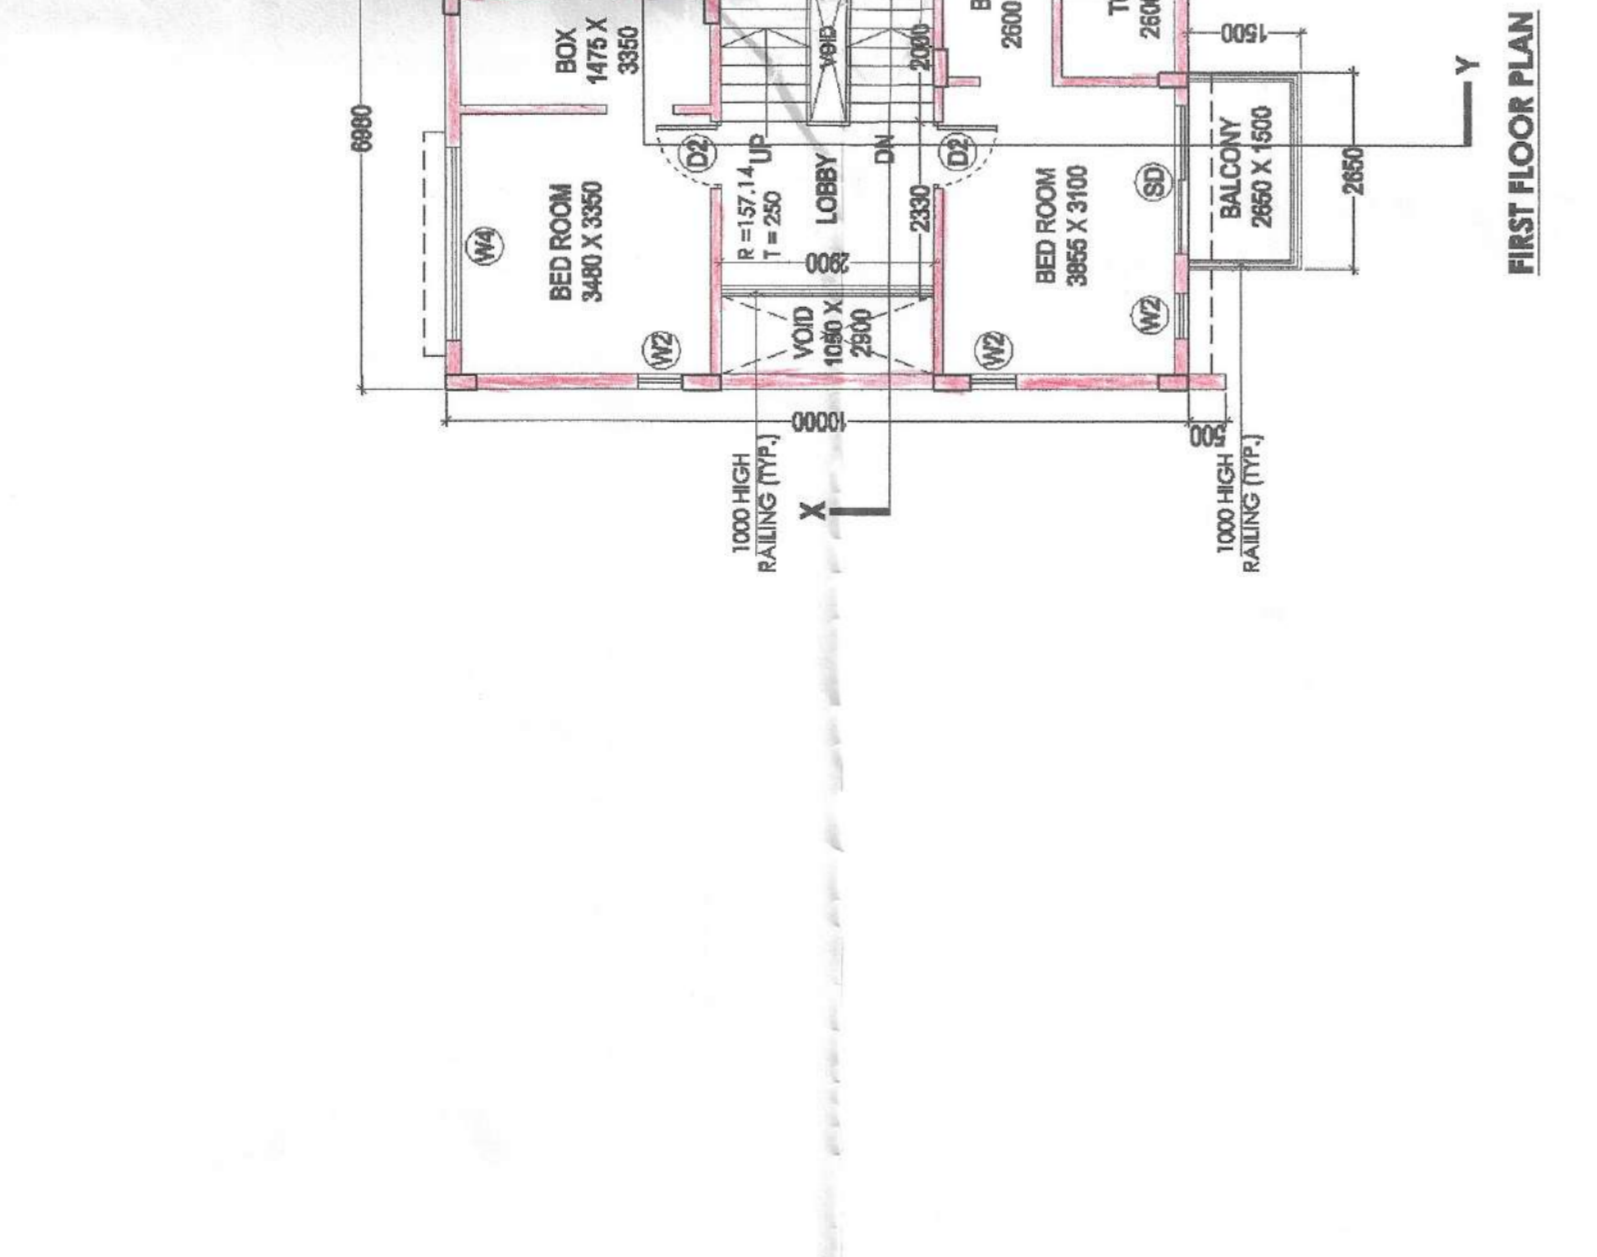 BOX
1475 X
3350
6980
BED ROOM
3480 X 3350
W4
W2
D2
UP
R =157.14
T = 250
LOBBY
DN
VOID
2000
2330
2900
VOID
1050 X
2900
D2
2600
BED ROOM
3855 X 3100
SD
W2
W2
1500
BALCONY
2650 X 1500
2650
Y
FIRST FLOOR PLAN
10000
500
1000 HIGH
RAILING (TYP.)
X
1000 HIGH
RAILING (TYP.)